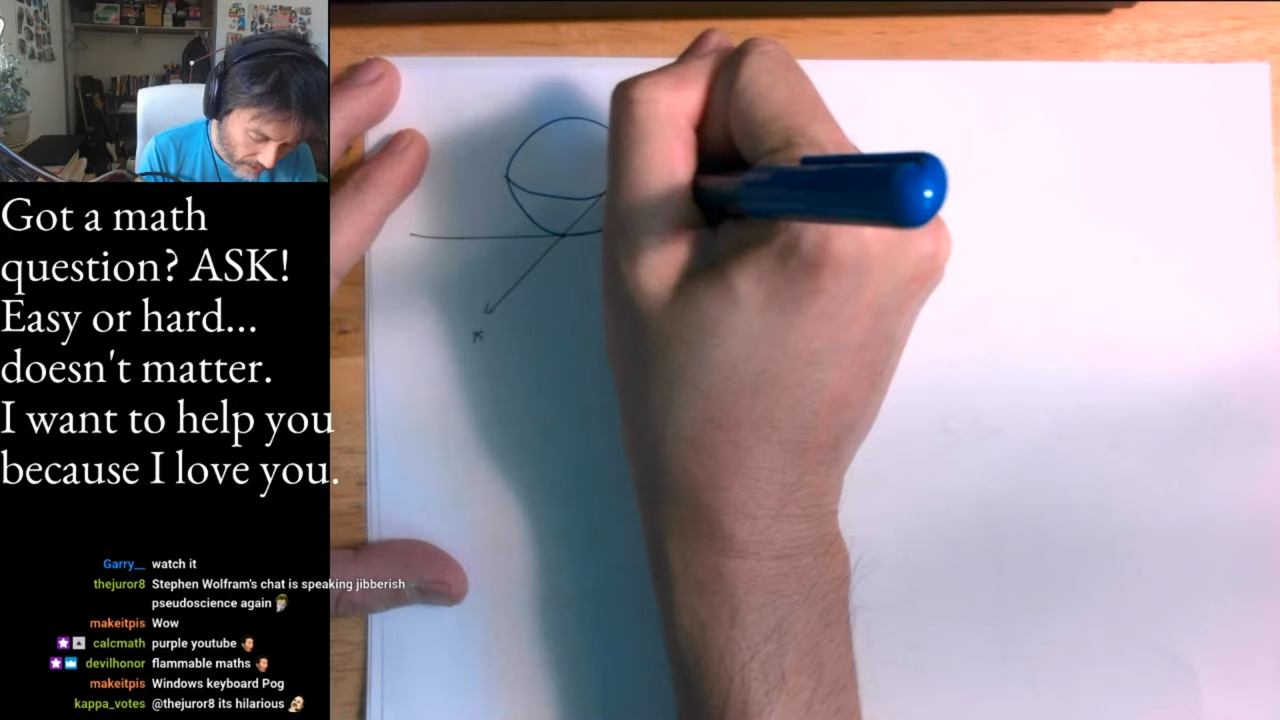 Got a math
question? ASK!
Easy or hard...
doesn't matter.
I want to help you
because I love you.
Garry__ watch it
thejuror8 Stephen Wolfram's chat is speaking jibberish
pseudoscience again
makeitpis Wow
calcmath purple youtube
devilhonor flammable maths
makeitpis Windows keyboard Pog
kappa_votes @thejuror8 its hilarious